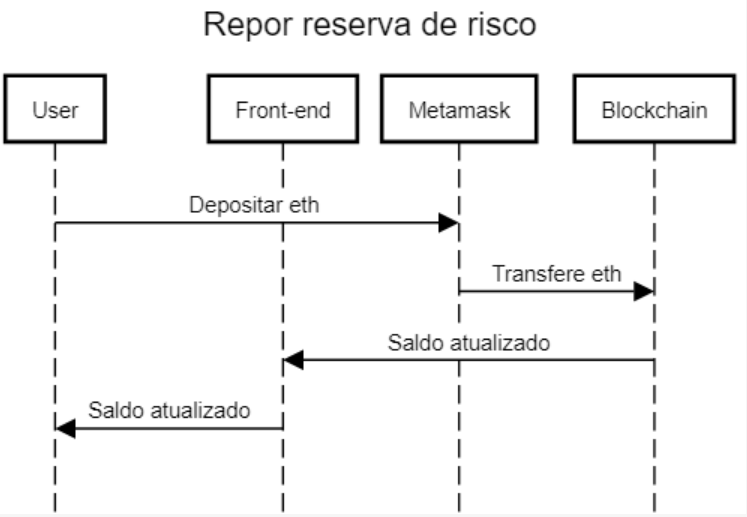 Repor reserva de risco
User
Front-end
Metamask
Blockchain
Depositar eth
Transfere eth
Saldo atualizado
Saldo atualizado